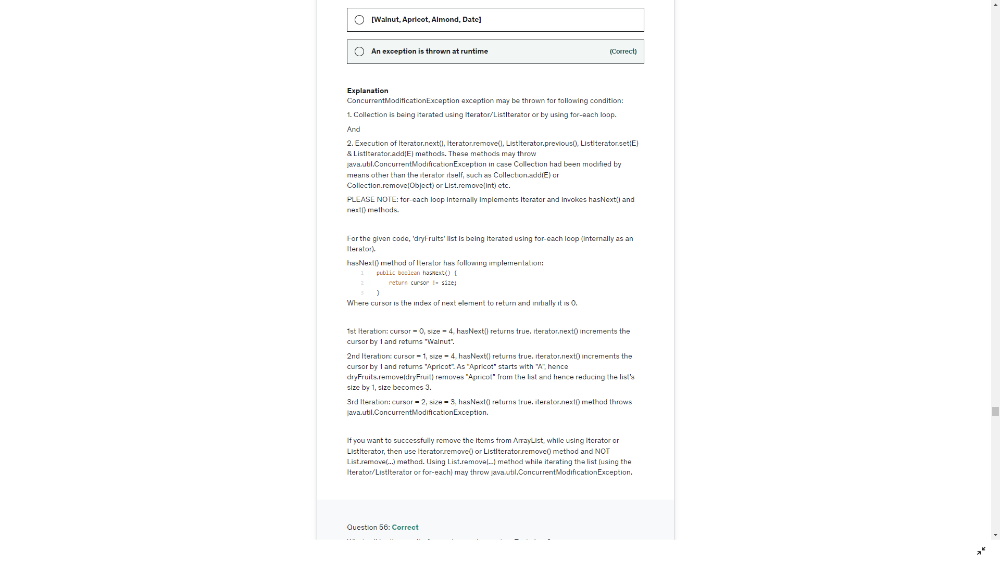 [Walnut, Apricot, Almond, Date]
An exception is thrown at runtime (Correct)
Explanation
ConcurrentModificationException exception may be thrown for following condition:
1. Collection is being iterated using Iterator/ListIterator or by using for-each loop.
And
2. Execution of Iterator.next(), Iterator.remove(), ListIterator.previous(), ListIterator.set(E)
& ListIterator.add(E) methods. These methods may throw
java.util.ConcurrentModificationException in case Collection had been modified by
means other than the iterator itself, such as Collection.add(E) or
Collection.remove(Object) or List.remove(int) etc.
PLEASE NOTE: for-each loop internally implements Iterator and invokes hasNext() and
next() methods.
For the given code, 'dryFruits' list is being iterated using for-each loop (internally as an
Iterator).
hasNext() method of Iterator has following implementation:
1 public boolean hasNext() {
2 return cursor != size;
3 }
Where cursor is the index of next element to return and initially it is 0.
1st Iteration: cursor = 0, size = 4, hasNext() returns true. iterator.next() increments the
cursor by 1 and returns "Walnut".
2nd Iteration: cursor = 1, size = 4, hasNext() returns true. iterator.next() increments the
cursor by 1 and returns "Apricot". As "Apricot" starts with "A", hence
dryFruits.remove(dryFruit) removes "Apricot" from the list and hence reducing the list's
size by 1, size becomes 3.
3rd Iteration: cursor = 2, size = 3, hasNext() returns true. iterator.next() method throws
java.util.ConcurrentModificationException.
If you want to successfully remove the items from ArrayList, while using Iterator or
ListIterator, then use Iterator.remove() or ListIterator.remove() method and NOT
List.remove(...) method. Using List.remove(...) method while iterating the list (using the
Iterator/ListIterator or for-each) may throw java.util.ConcurrentModificationException.
Question 56: Correct